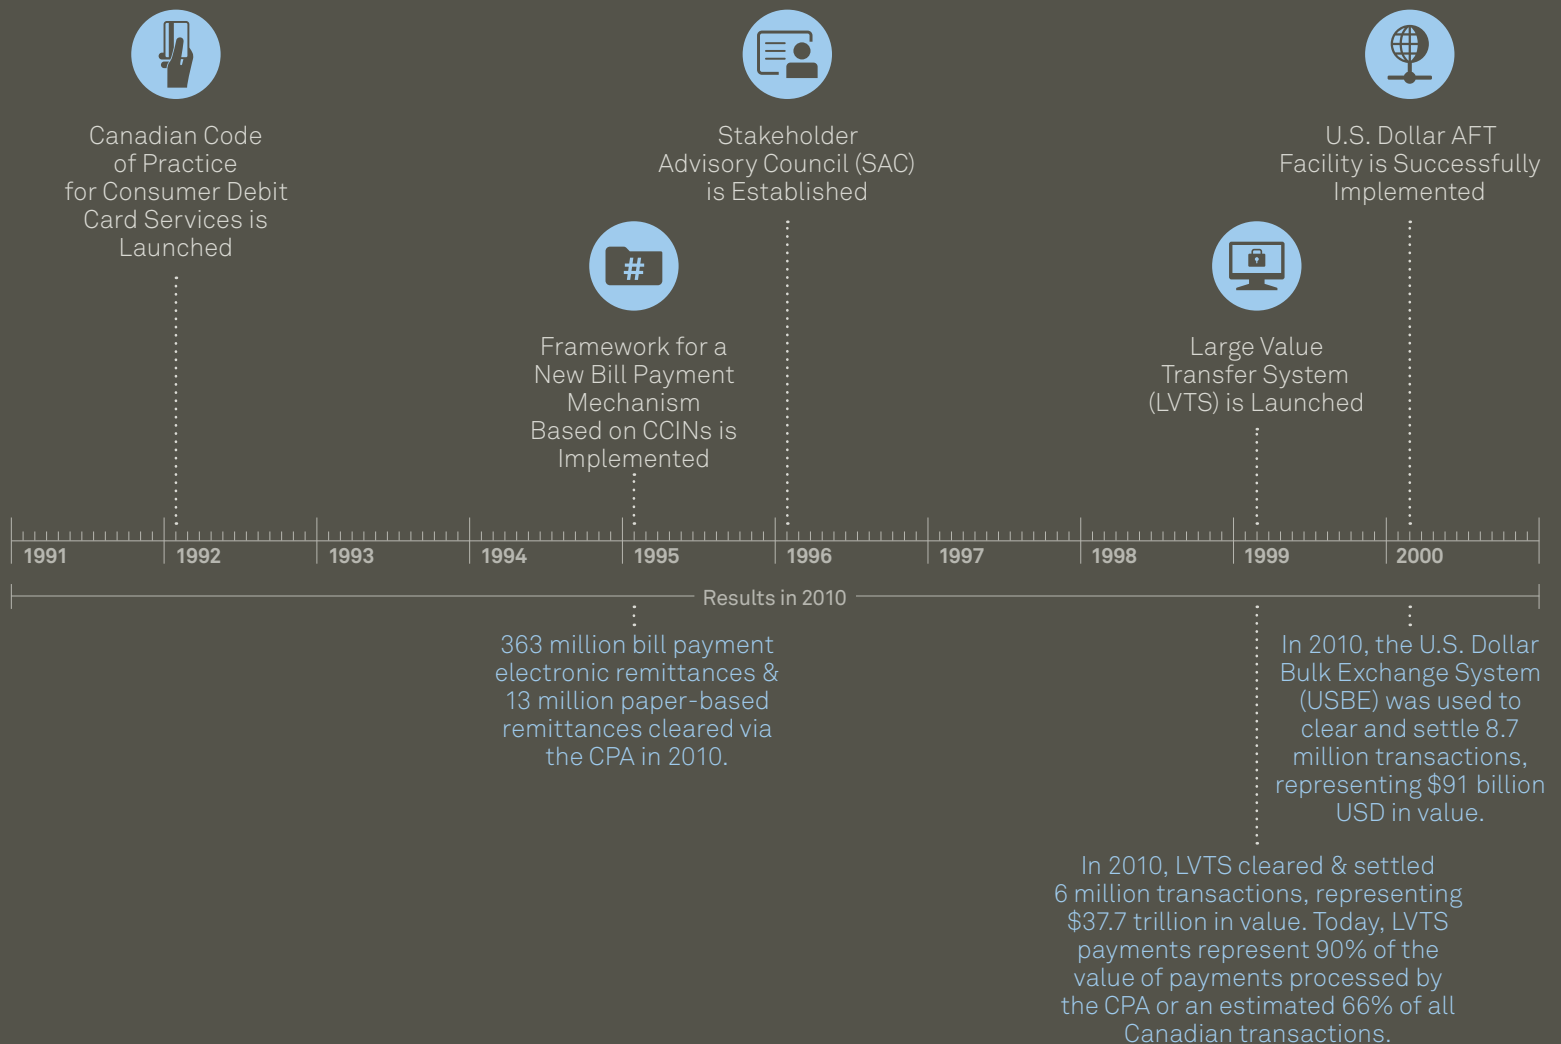 Canadian Code
of Practice
for Consumer Debit
Card Services is
Launched
#
Framework for a
New Bill Payment
Mechanism
Based on CCINs is
Implemented
Stakeholder
Advisory Council (SAC)
is Established
Large Value
Transfer System
(LVTS) is Launched
U.S. Dollar AFT
Facility is Successfully
Implemented
1991
1992
1993
1994
1995
1996
1997
1998
1999
2000
Results in 2010
363 million bill payment
electronic remittances &
13 million paper-based
remittances cleared via
the CPA in 2010.
In 2010, LVTS cleared & settled
6 million transactions, representing
$37.7 trillion in value. Today, LVTS
payments represent 90% of the
value of payments processed by
the CPA or an estimated 66% of all
Canadian transactions.
In 2010, the U.S. Dollar
Bulk Exchange System
(USBE) was used to
clear and settle 8.7
million transactions,
representing $91 billion
USD in value.